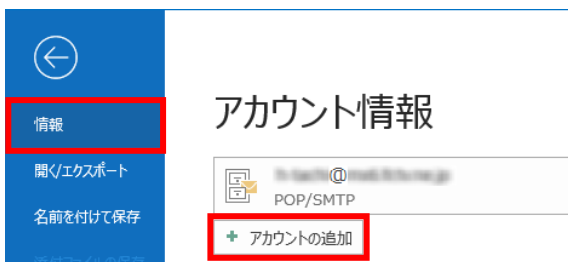 情報
開く/エクスポート
名前を付けて保存
アカウント情報
@
POP/SMTP
+ アカウントの追加